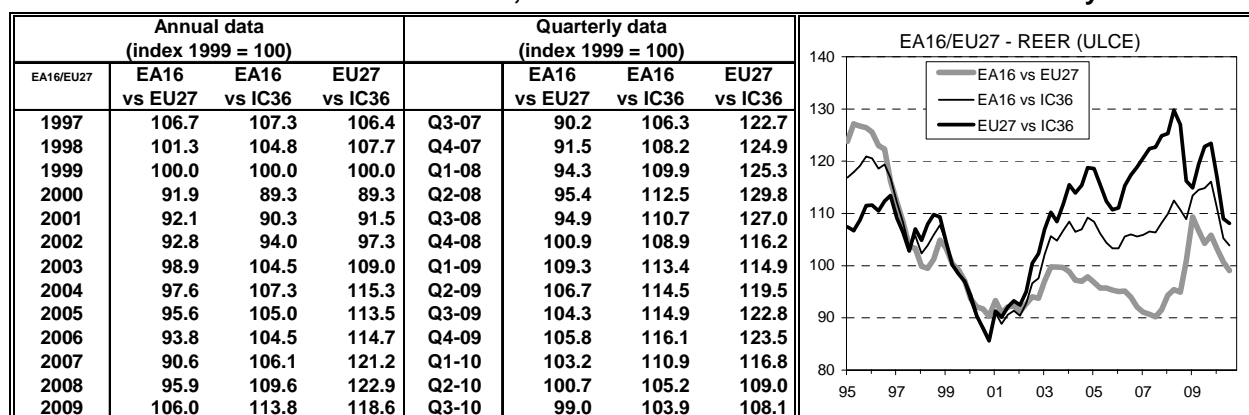 Annual data
(index 1999 = 100)
Quarterly data
(index 1999 = 100)
EA16/EU27 EA16 EA16 EU27 EA16 EA16 EU27
vs EU27 vs IC36 vs IC36 vs EU27 vs IC36 vs IC36
1997 106.7 107.3 106.4 Q3-07 90.2 106.3 122.7
1998 101.3 104.8 107.7 Q4-07 91.5 108.2 124.9
1999 100.0 100.0 100.0 Q1-08 94.3 109.9 125.3
2000 91.9 89.3 89.3 Q2-08 95.4 112.5 129.8
2001 92.1 90.3 91.5 Q3-08 94.9 110.7 127.0
2002 92.8 94.0 97.3 Q4-08 100.9 108.9 116.2
2003 98.9 104.5 109.0 Q1-09 109.3 113.4 114.9
2004 97.6 107.3 115.3 Q2-09 106.7 114.5 119.5
2005 95.6 105.0 113.5 Q3-09 104.3 114.9 122.8
2006 93.8 104.5 114.7 Q4-09 105.8 116.1 123.5
2007 90.6 106.1 121.2 Q1-10 103.2 110.9 116.8
2008 95.9 109.6 122.9 Q2-10 100.7 105.2 109.0
2009 106.0 113.8 118.6 Q3-10 99.0 103.9 108.1
EA16/EU27 - REER (ULCE)
EA16 vs EU27
EA16 vs IC36
EU27 vs IC36
140
130
120
110
100
90
80
95 97 99 01 03 05 07 09